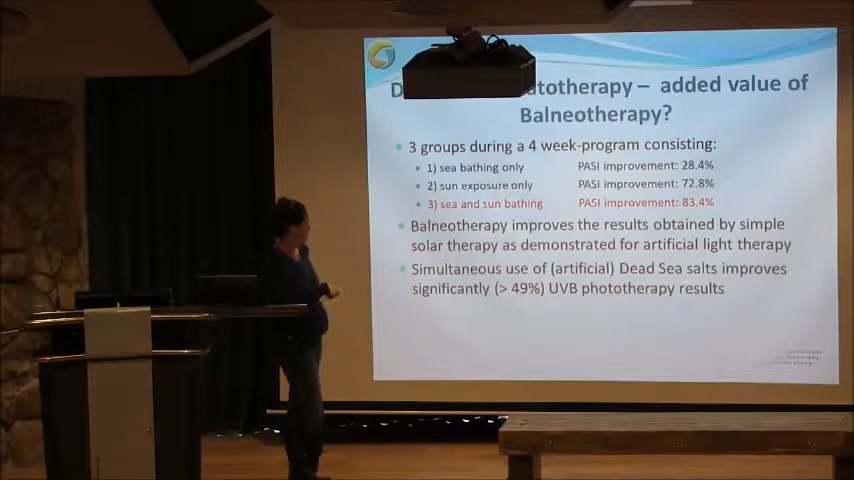 phototherapy – added value of
Balneotherapy?
3 groups during a 4 week-program consisting:
1) sea bathing only PASI improvement: 28.4%
2) sun exposure only PASI improvement: 72.8%
3) sea and sun bathing PASI improvement: 83.4%
Balneotherapy improves the results obtained by simple
solar therapy as demonstrated for artificial light therapy
Simultaneous use of (artificial) Dead Sea salts improves
significantly (> 49%) UVB phototherapy results